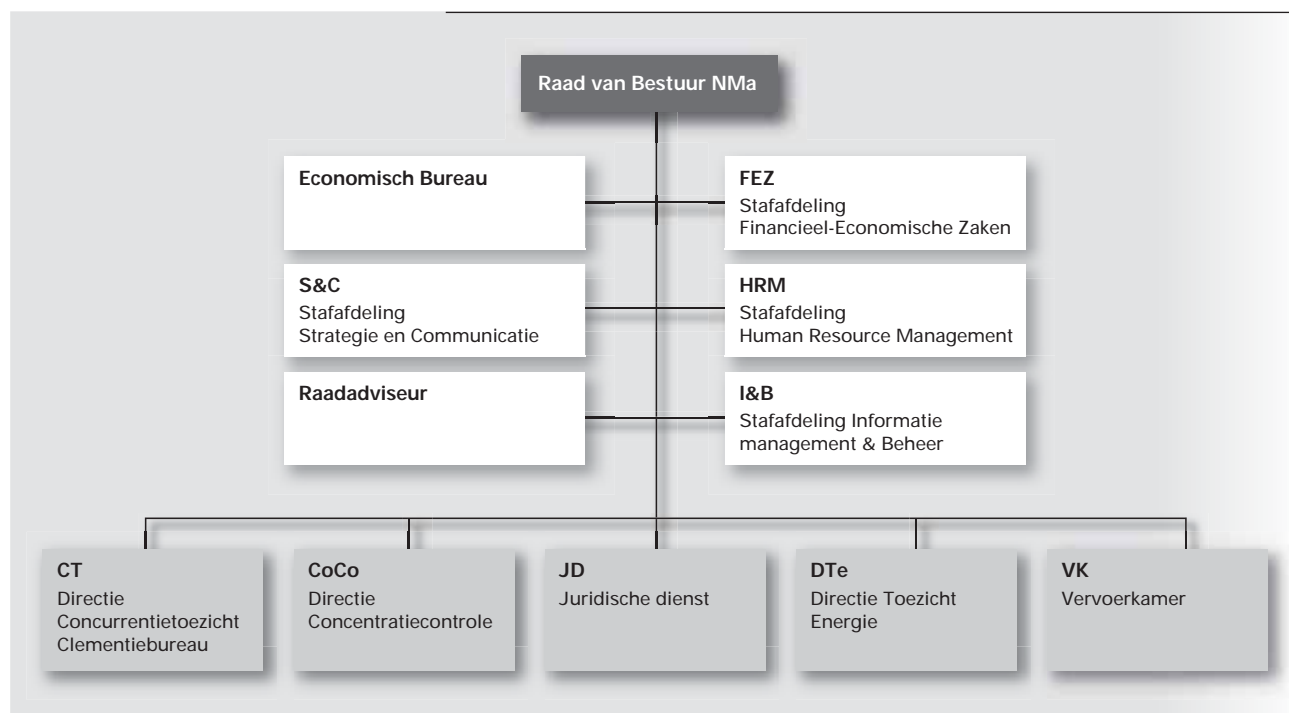 Raad van Bestuur NMa
Economisch Bureau
FEZ
Stafafdeling
Financieel-Economische Zaken
S&C
Stafafdeling
Strategie en Communicatie
HRM
Stafafdeling
Human Resource Management
Raadadviseur
I&B
Stafafdeling Informatie
management & Beheer
CT
Directie
Concurrentietoezicht
Clementiebureau
CoCo
Directie
Concentratiecontrole
JD
Juridische dienst
DTe
Directie Toezicht
Energie
VK
Vervoerkamer